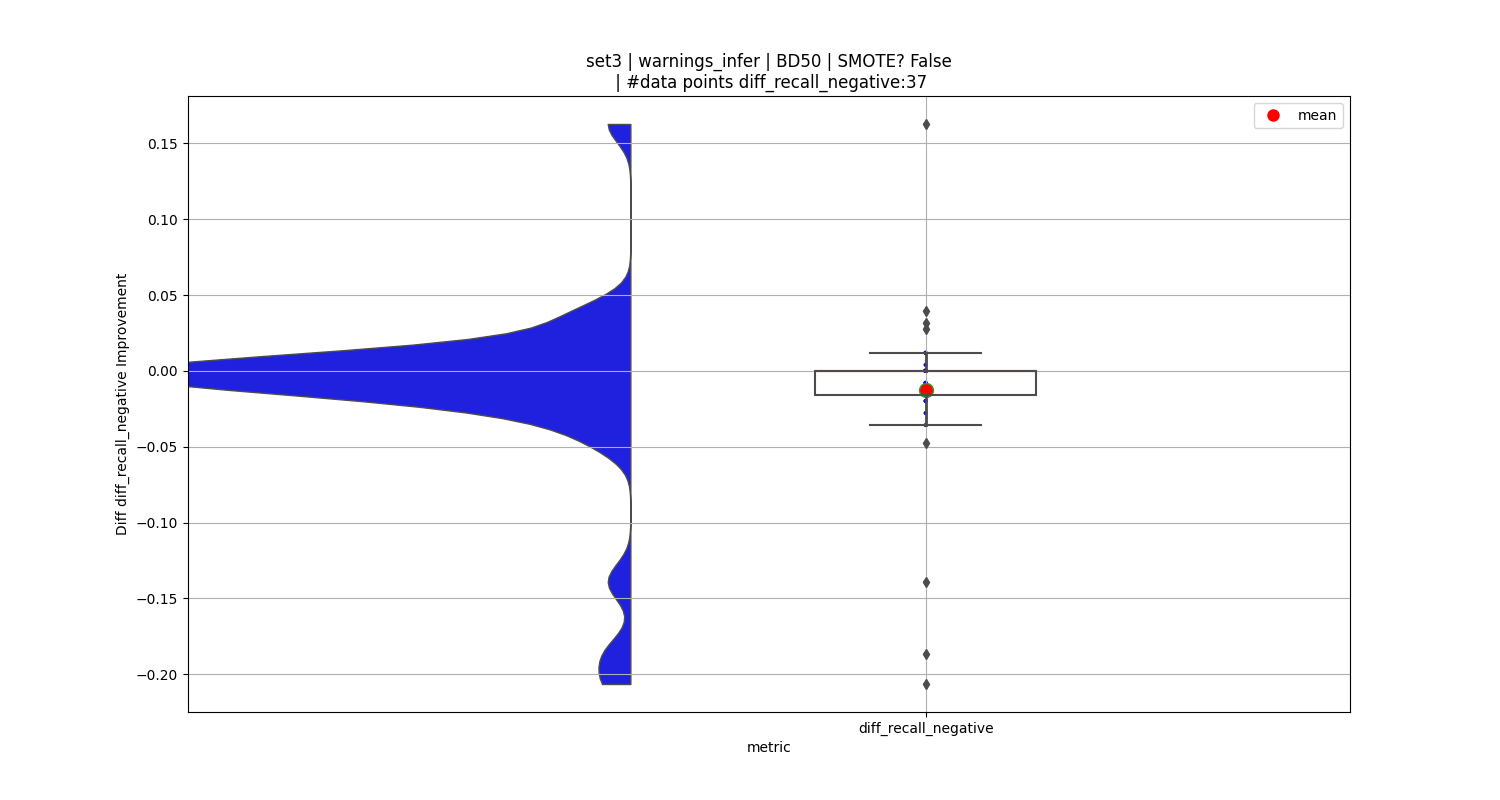 set3 | warnings_infer | BD50 | SMOTE? False
| #data points diff_recall_negative:37
mean
0.15
0.10
0.05
0.00
−0.05
−0.10
−0.15
−0.20
Diff diff_recall_negative Improvement
diff_recall_negative
metric